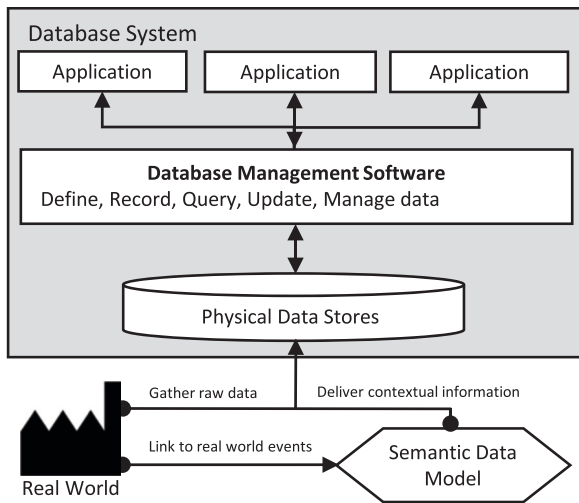 Database System
Application
Application
Application
Database Management Software
Define, Record, Query, Update, Manage data
Physical Data Stores
Gather raw data
Deliver contextual information
Link to real world events
Semantic Data
Model
Real World